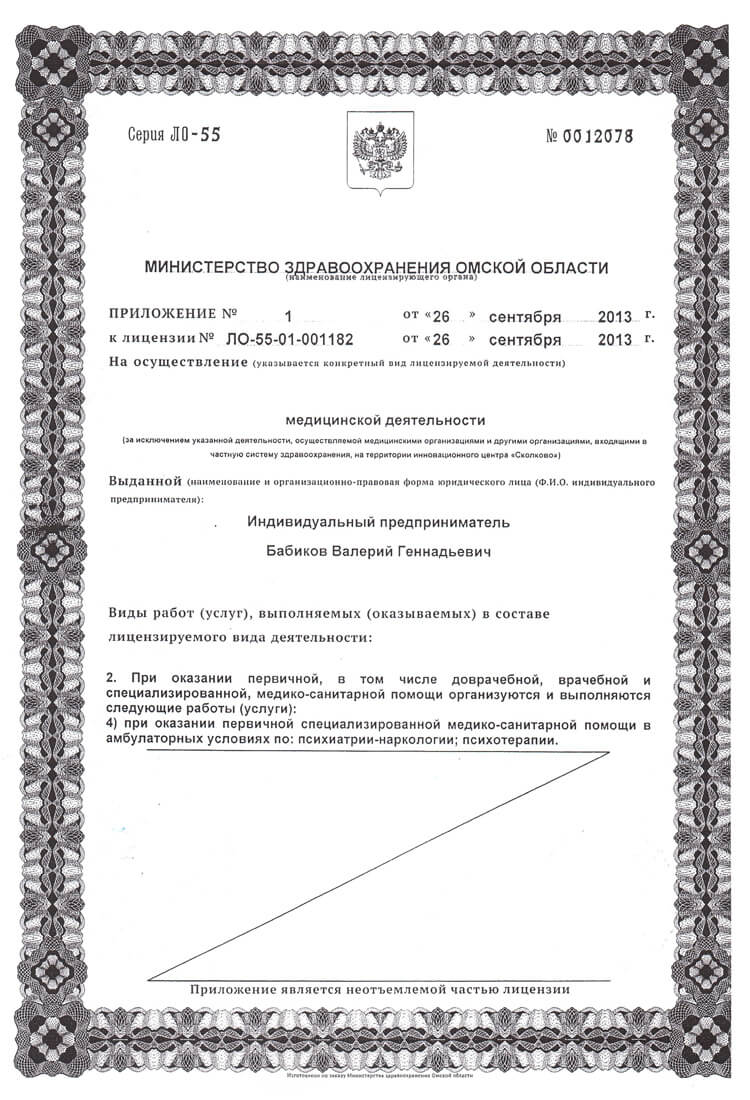 Серия ЛО-55
№ 0012078
МИНИСТЕРСТВО ЗДРАВООХРАНЕНИЯ ОМСКОЙ ОБЛАСТИ
(наименование лицензирующего органа)
ПРИЛОЖЕНИЕ № 1 от «26 » сентября 2013 г.
к лицензии № ЛО-55-01-001182 от «26 » сентября 2013 г.
На осуществление (указывается конкретный вид лицензируемой деятельности)
медицинской деятельности
(за исключением указанной деятельности, осуществляемой медицинскими организациями и другими организациями, входящими в
частную систему здравоохранения, на территории инновационного центра «Сколково»)
Выданной (наименование и организационно-правовая форма юридического лица (Ф.И.О. индивидуального
предпринимателя):
Индивидуальный предприниматель
Бабиков Валерий Геннадьевич
Виды работ (услуг), выполняемых (оказываемых) в составе
лицензируемого вида деятельности:
2. При оказании первичной, в том числе доврачебной, врачебной и
специализированной, медико-санитарной помощи организуются и выполняются
следующие работы (услуги):
4) при оказании первичной специализированной медико-санитарной помощи в
амбулаторных условиях по: психиатрии-наркологии; психотерапии.
Приложение является неотъемлемой частью лицензии
Изготовлено по заказу Министерства здравоохранения Омской области